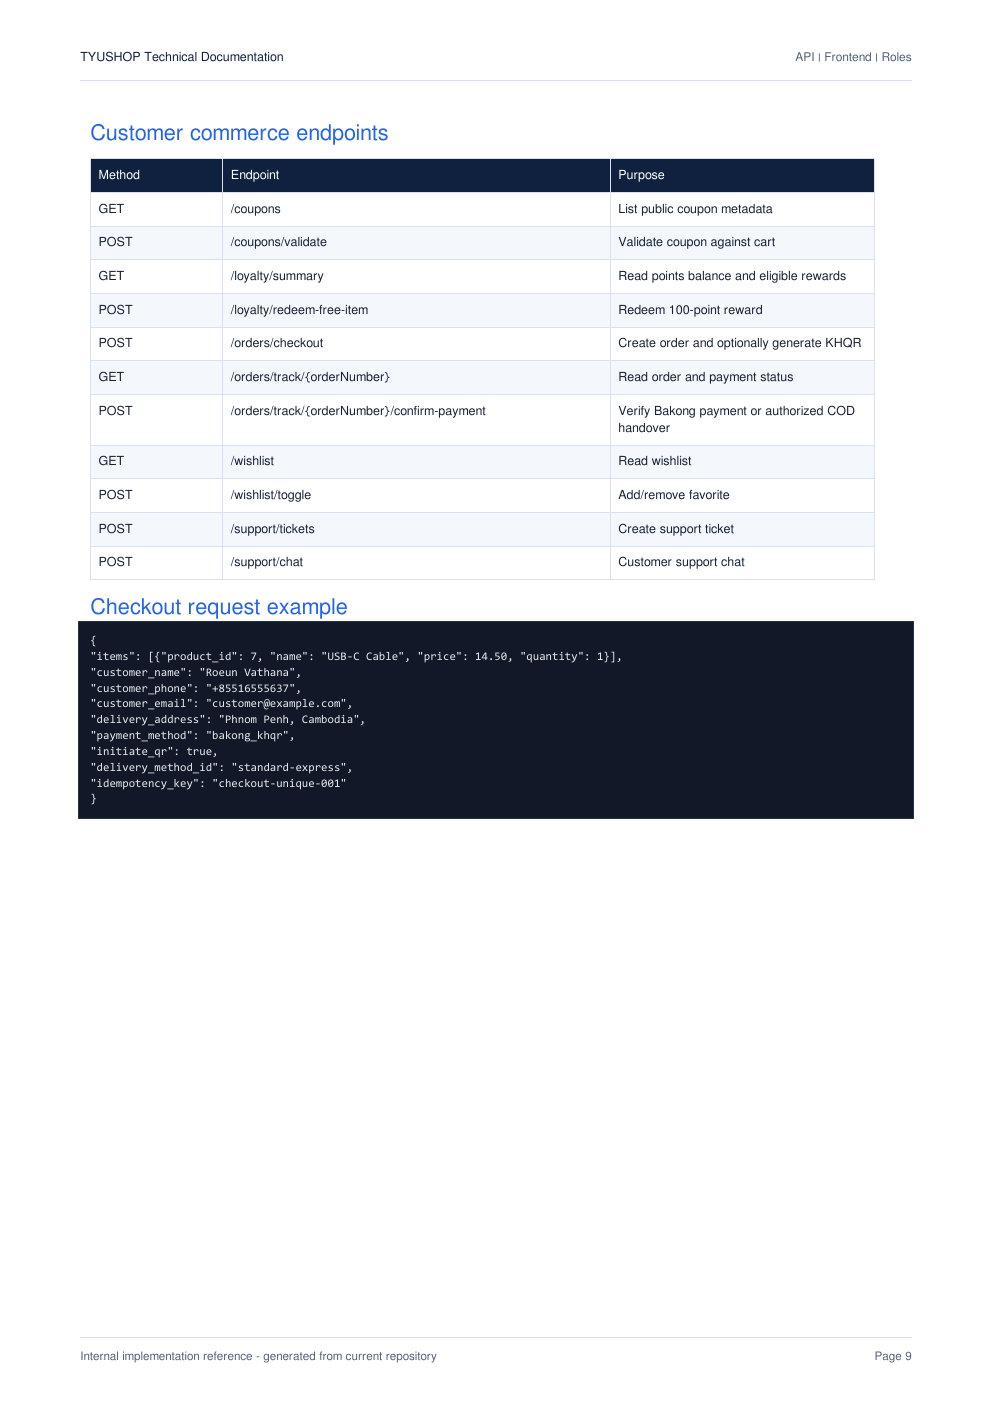 TYUSHOP Technical Documentation API | Frontend | Roles
Customer commerce endpoints
Method Endpoint Purpose
GET /coupons List public coupon metadata
POST /coupons/validate Validate coupon against cart
GET /loyalty/summary Read points balance and eligible rewards
POST /loyalty/redeem-free-item Redeem 100-point reward
POST /orders/checkout Create order and optionally generate KHQR
GET /orders/track/{orderNumber} Read order and payment status
POST /orders/track/{orderNumber}/confirm-payment Verify Bakong payment or authorized COD
handover
GET /wishlist Read wishlist
POST /wishlist/toggle Add/remove favorite
POST /support/tickets Create support ticket
POST /support/chat Customer support chat
Checkout request example
{
"items": [{"product_id": 7, "name": "USB-C Cable", "price": 14.50, "quantity": 1}],
"customer_name": "Roeun Vathana",
"customer_phone": "+85516555637",
"customer_email": "customer@example.com",
"delivery_address": "Phnom Penh, Cambodia",
"payment_method": "bakong_khqr",
"initiate_qr": true,
"delivery_method_id": "standard-express",
"idempotency_key": "checkout-unique-001"
}
Internal implementation reference - generated from current repository Page 9